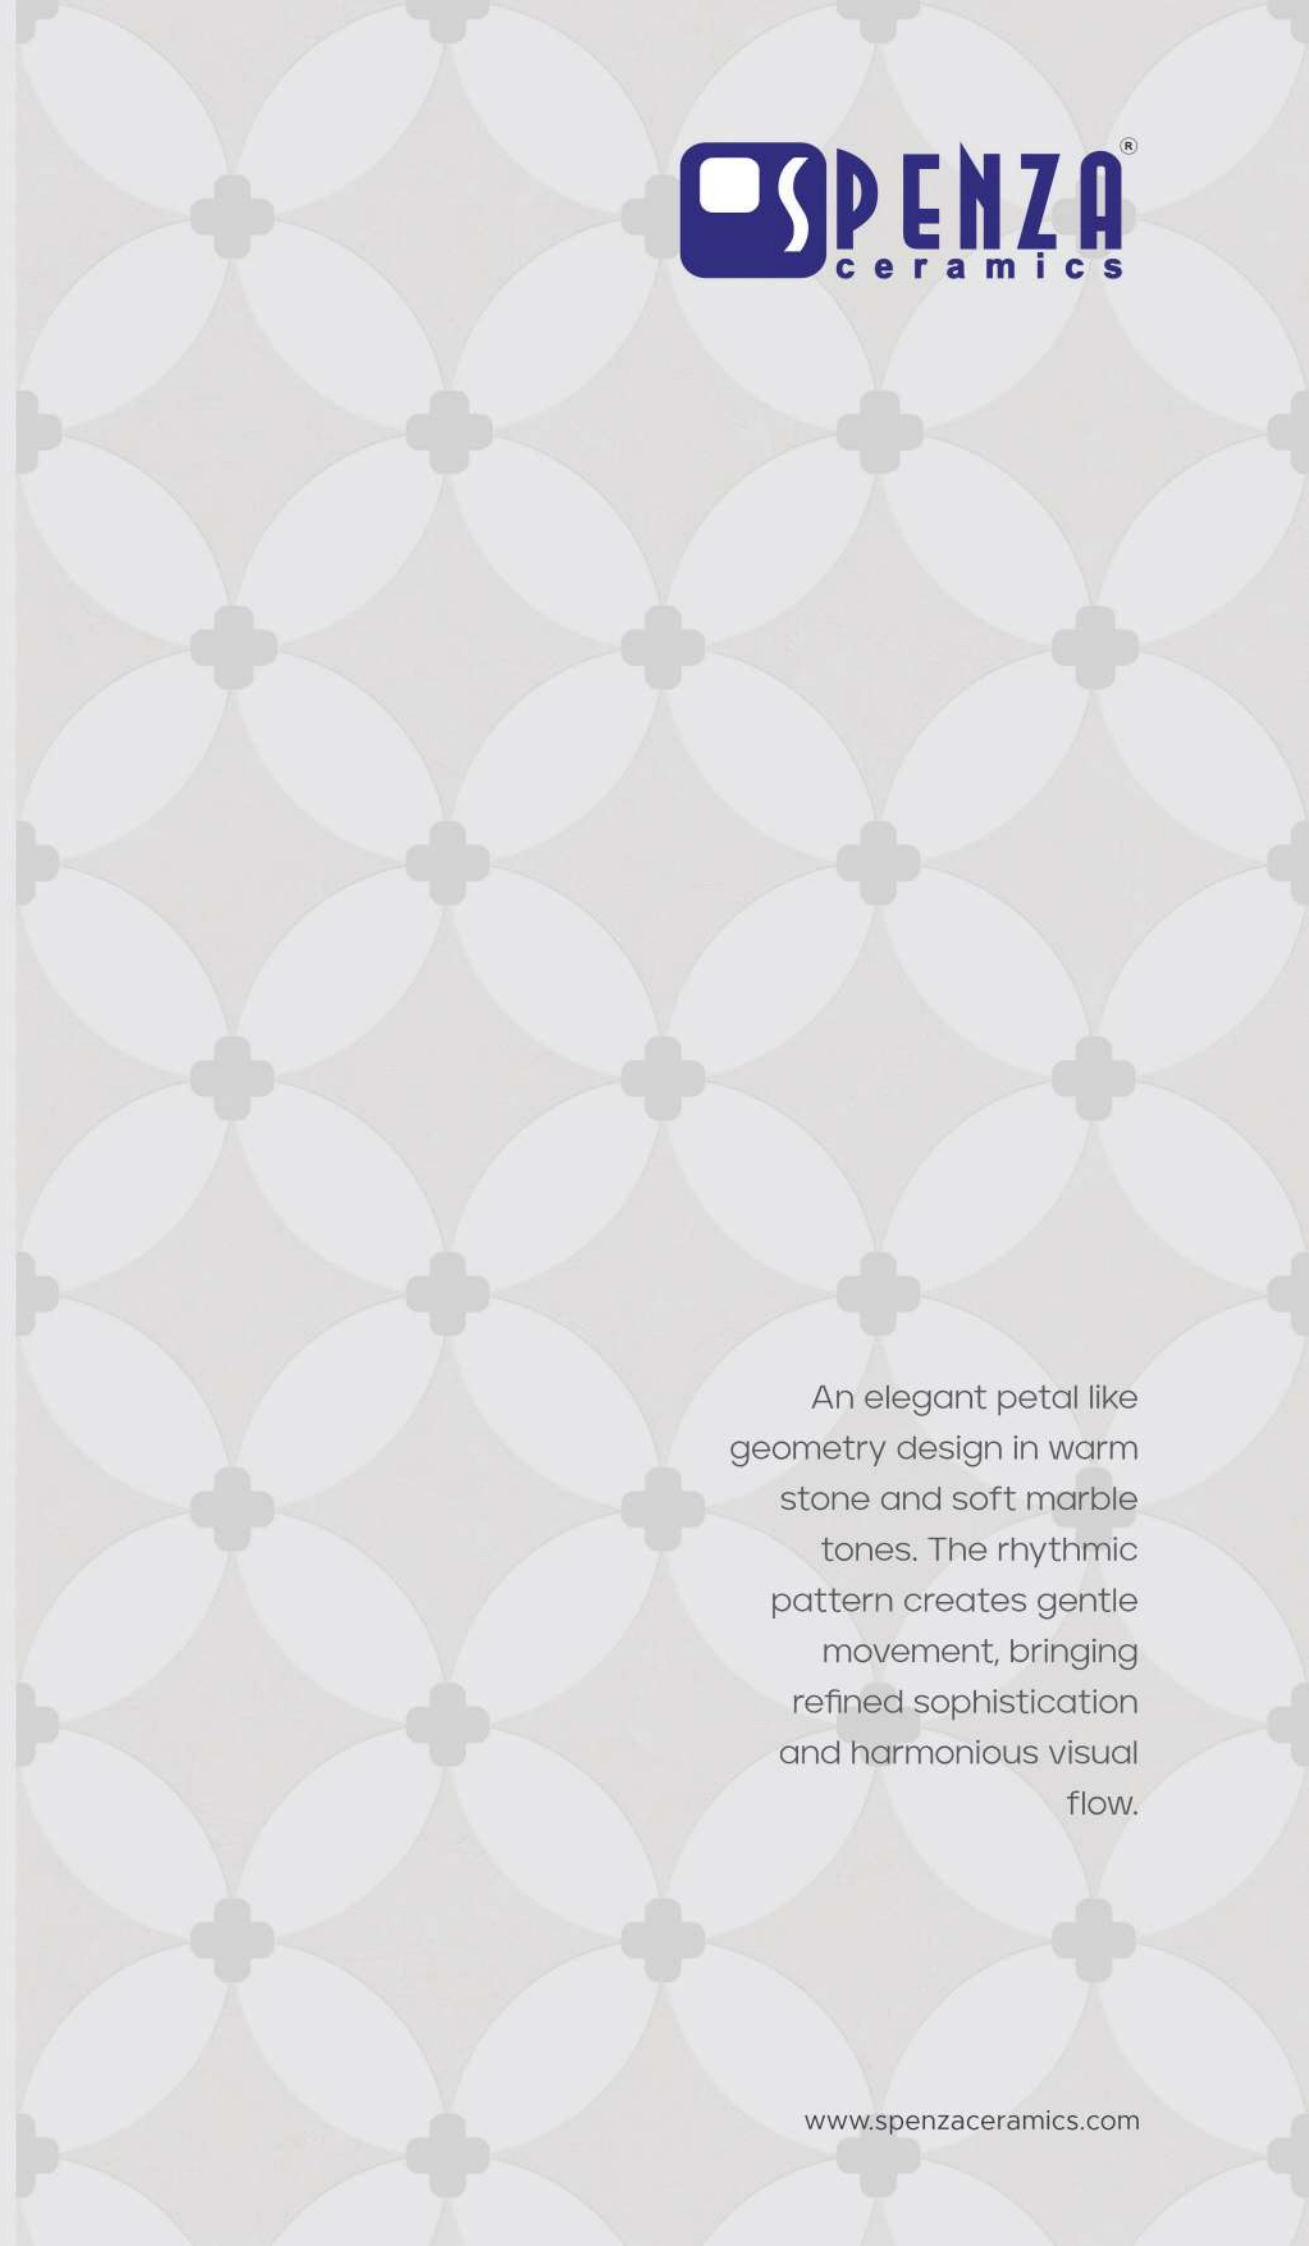 SPENZA®
ceramics
An elegant petal like
geometry design in warm
stone and soft marble
tones. The rhythmic
pattern creates gentle
movement, bringing
refined sophistication
and harmonious visual
flow.
www.spenzaceramics.com